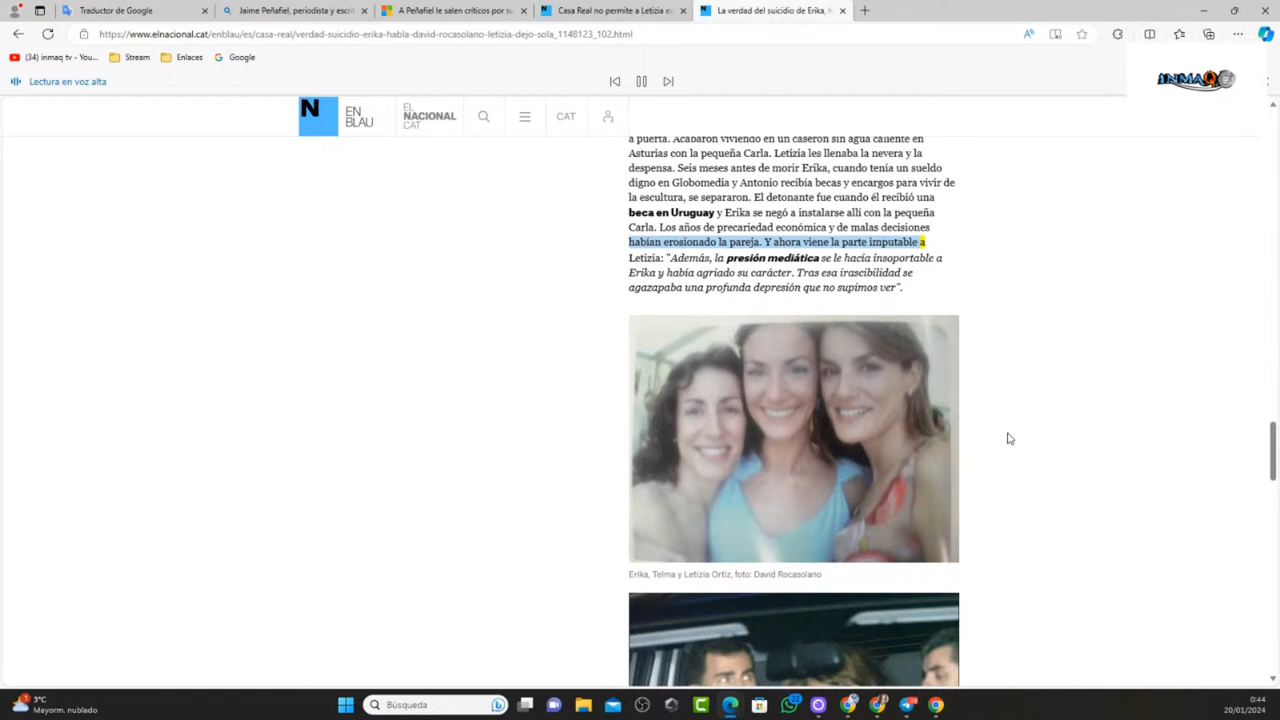 Traductor de Google
Jaime Peñafiel, periodista y escri
A Peñafiel le salen críticos por su
Casa Real no permite a Letizia ej
La verdad del suicidio de Erika, h
https://www.elnacional.cat/enblau/es/casa-real/verdad-suicidio-erika-habla-david-rocasolano-letizia-dejo-sola_1148123_102.html
(34) inmaq tv - You...
Stream
Enlaces
Google
Lectura en voz alta
INMAQ
N
EN
BLAU
EL
NACIONAL
CAT
CAT
a puerta. Acabaron viviendo en un caserón sin agua caliente en
Asturias con la pequeña Carla. Letizia les llenaba la nevera y la
despensa. Seis meses antes de morir Erika, cuando tenía un sueldo
digno en Globomedia y Antonio recibía becas y encargos para vivir de
la escultura, se separaron. El detonante fue cuando él recibió una
beca en Uruguay y Erika se negó a instalarse allí con la pequeña
Carla. Los años de precariedad económica y de malas decisiones
habían erosionado la pareja. Y ahora viene la parte imputable a
Letizia: "Además, la presión mediática se le hacía insoportable a
Erika y había agriado su carácter. Tras esa irascibilidad se
agazapaba una profunda depresión que no supimos ver".
Erika, Telma y Letizia Ortiz, foto: David Rocasolano
3°C
Mayorm. nublado
Búsqueda
0:44
20/01/2024